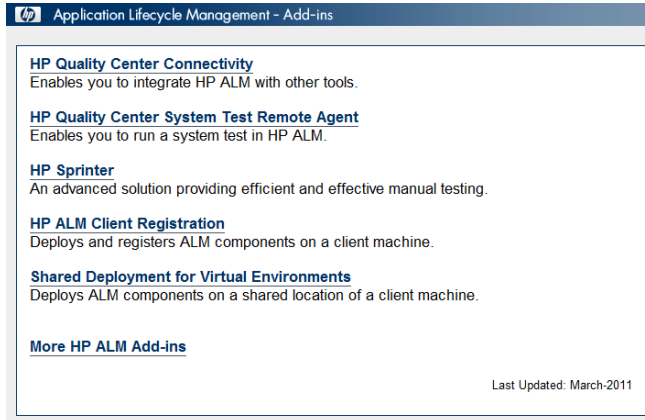 hp Application Lifecycle Management - Add-ins
HP Quality Center Connectivity
Enables you to integrate HP ALM with other tools.
HP Quality Center System Test Remote Agent
Enables you to run a system test in HP ALM.
HP Sprinter
An advanced solution providing efficient and effective manual testing.
HP ALM Client Registration
Deploys and registers ALM components on a client machine.
Shared Deployment for Virtual Environments
Deploys ALM components on a shared location of a client machine.
More HP ALM Add-ins
Last Updated: March-2011